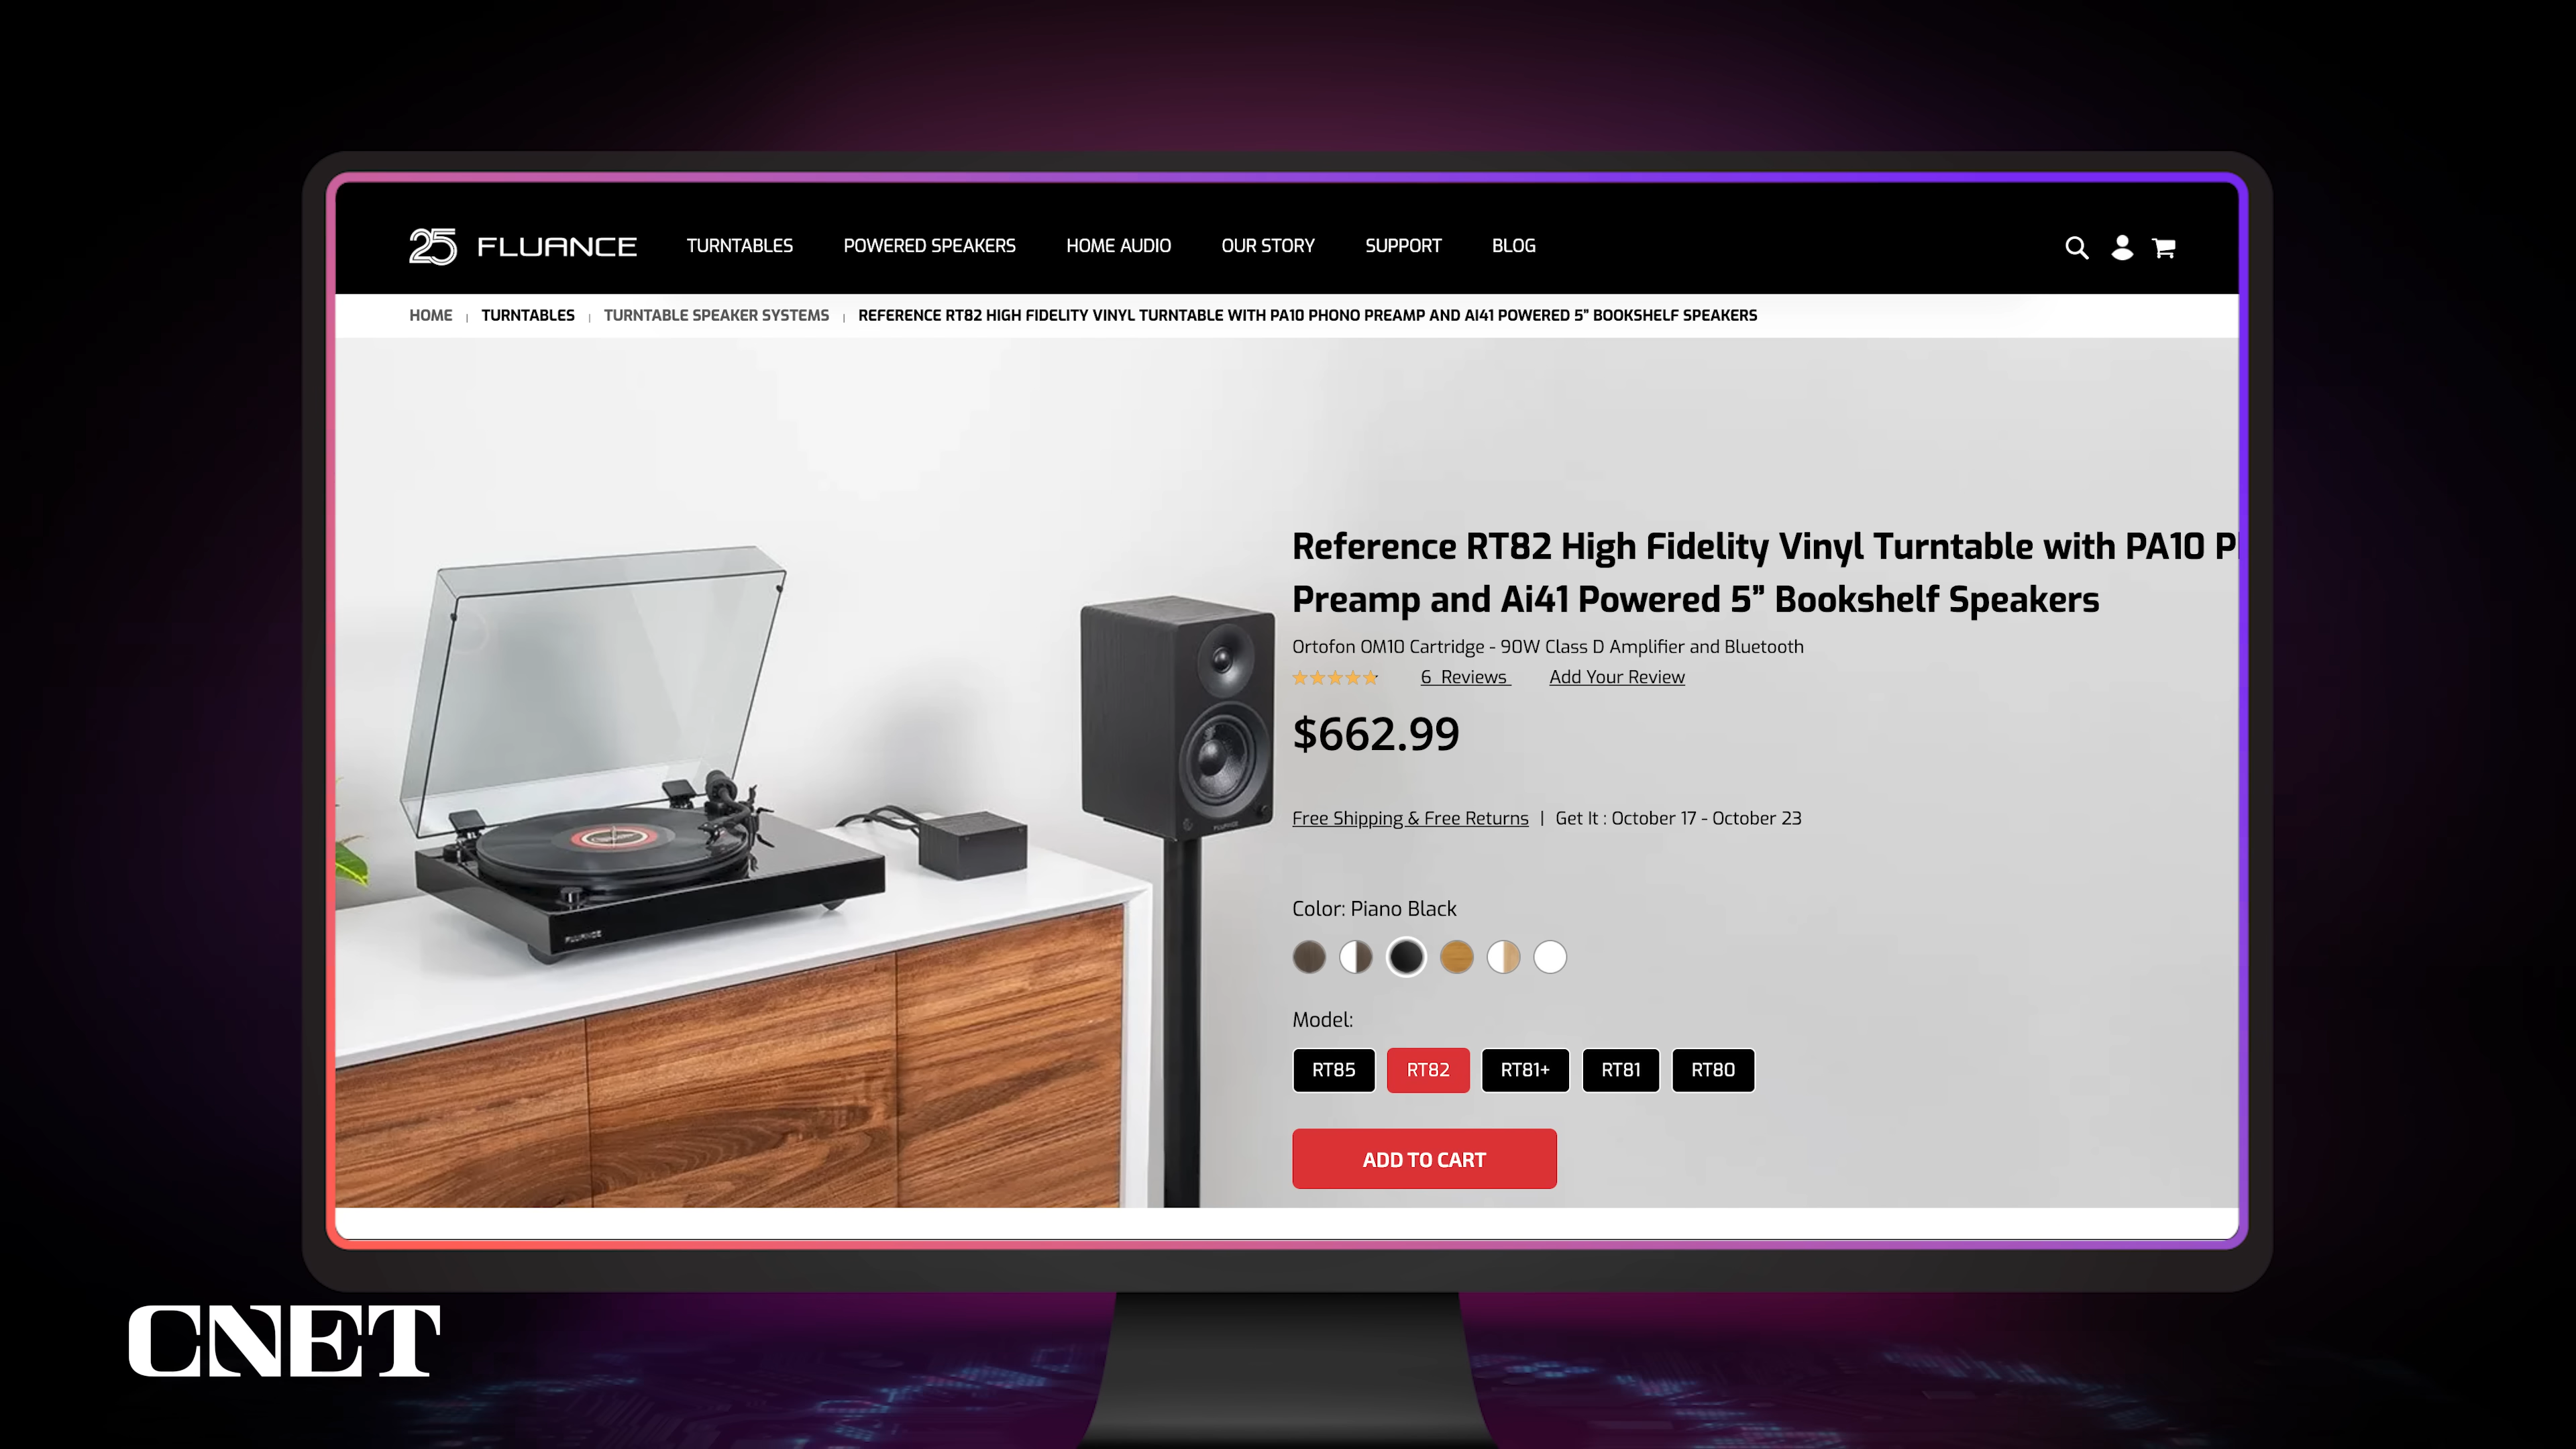 25 FLUANCE TURNTABLES POWERED SPEAKERS HOME AUDIO OUR STORY SUPPORT BLOG
HOME | TURNTABLES | TURNTABLE SPEAKER SYSTEMS | REFERENCE RT82 HIGH FIDELITY VINYL TURNTABLE WITH PA10 PHONO PREAMP AND AI41 POWERED 5” BOOKSHELF SPEAKERS
Reference RT82 High Fidelity Vinyl Turntable with PA10 P
Preamp and Ai41 Powered 5” Bookshelf Speakers
Ortofon OM10 Cartridge - 90W Class D Amplifier and Bluetooth
6 Reviews Add Your Review
$662.99
Free Shipping & Free Returns | Get It : October 17 - October 23
Color: Piano Black
Model:
RT85 RT82 RT81+ RT81 RT80
ADD TO CART
FLUANCE
FLUANCE
CNET